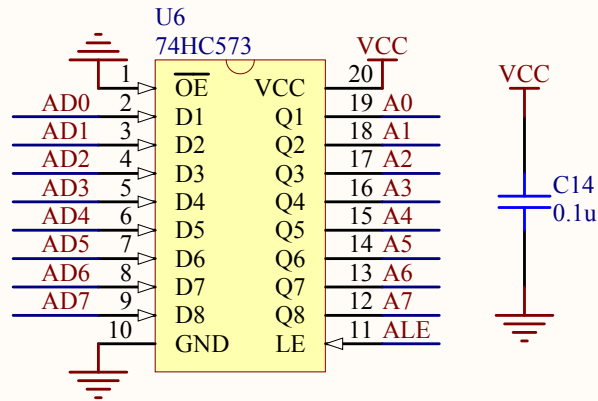 U6
74HC573
VCC
1 OE VCC 20
AD0 2 D1 Q1 19 A0
AD1 3 D2 Q2 18 A1
AD2 4 D3 Q3 17 A2
AD3 5 D4 Q4 16 A3
AD4 6 D5 Q5 15 A4
AD5 7 D6 Q6 14 A5
AD6 8 D7 Q7 13 A6
AD7 9 D8 Q8 12 A7
10 GND LE 11 ALE
VCC
C14
0.1u